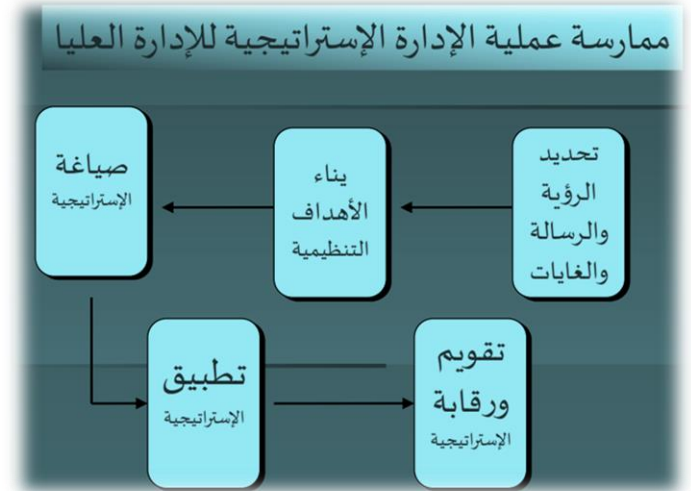 ممارسة عملية الإدارة الإستراتيجية للإدارة العليا
تحديد
الرؤية
والرسالة
والغايات
يناء
الأهداف
التنظيمية
صياغة
الإستراتيجية
تطبيق
الإستراتيجية
تقويم
ورقابة
الإستراتيجية